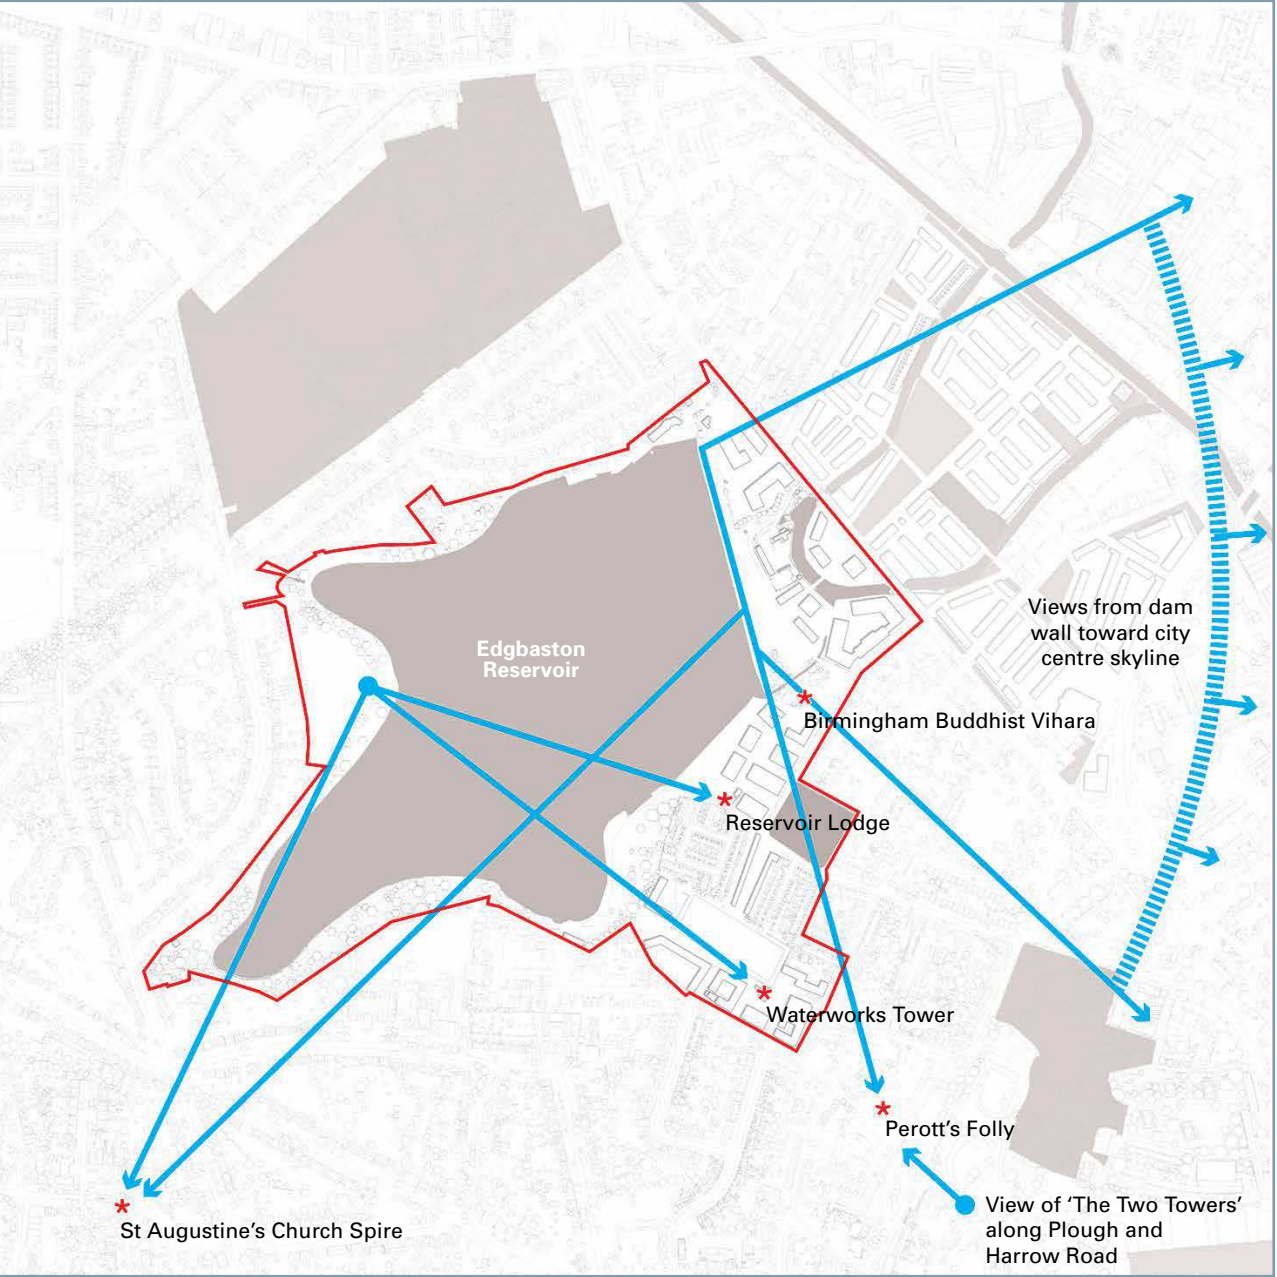 Edgbaston
Reservoir
Views from dam
wall toward city
centre skyline
Birmingham Buddhist Vihara
Reservoir Lodge
Waterworks Tower
Perott’s Folly
View of ‘The Two Towers’
along Plough and
Harrow Road
St Augustine’s Church Spire